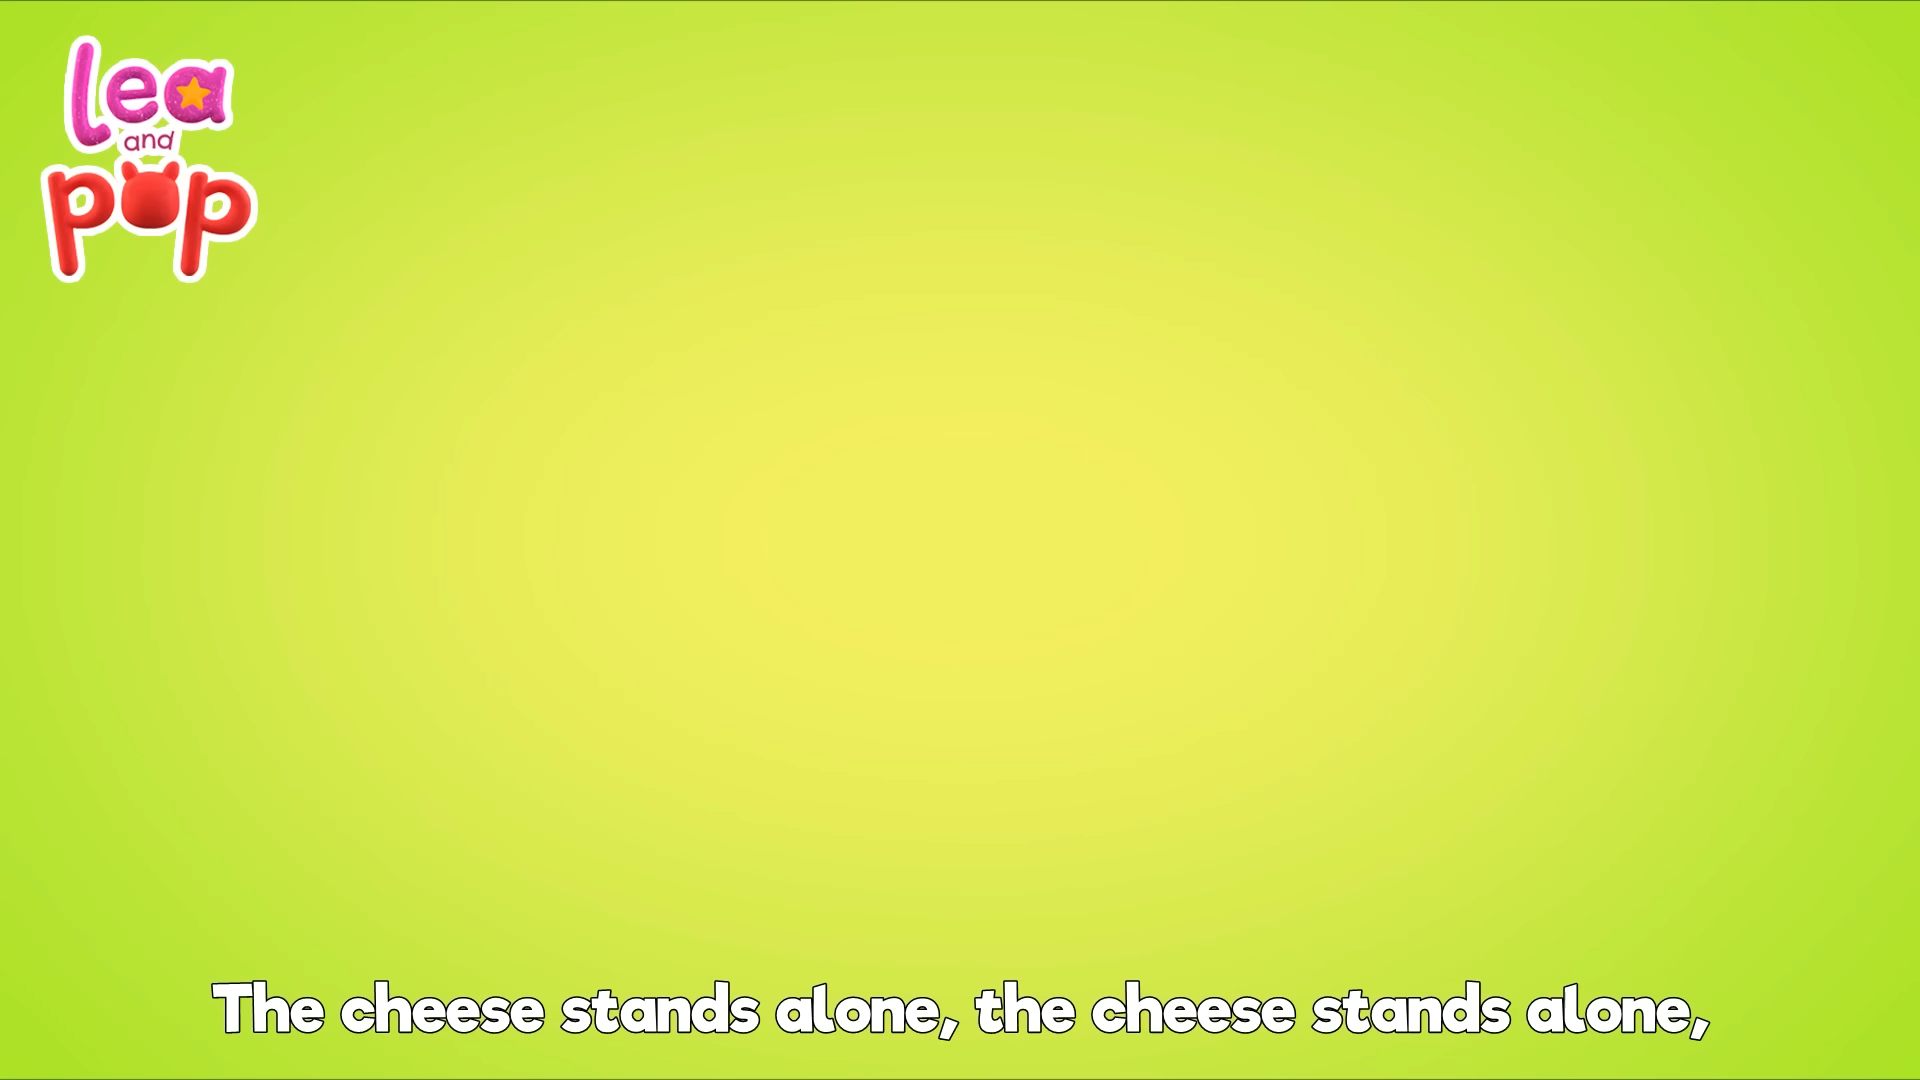 lea
and
pop
The cheese stands alone, the cheese stands alone,